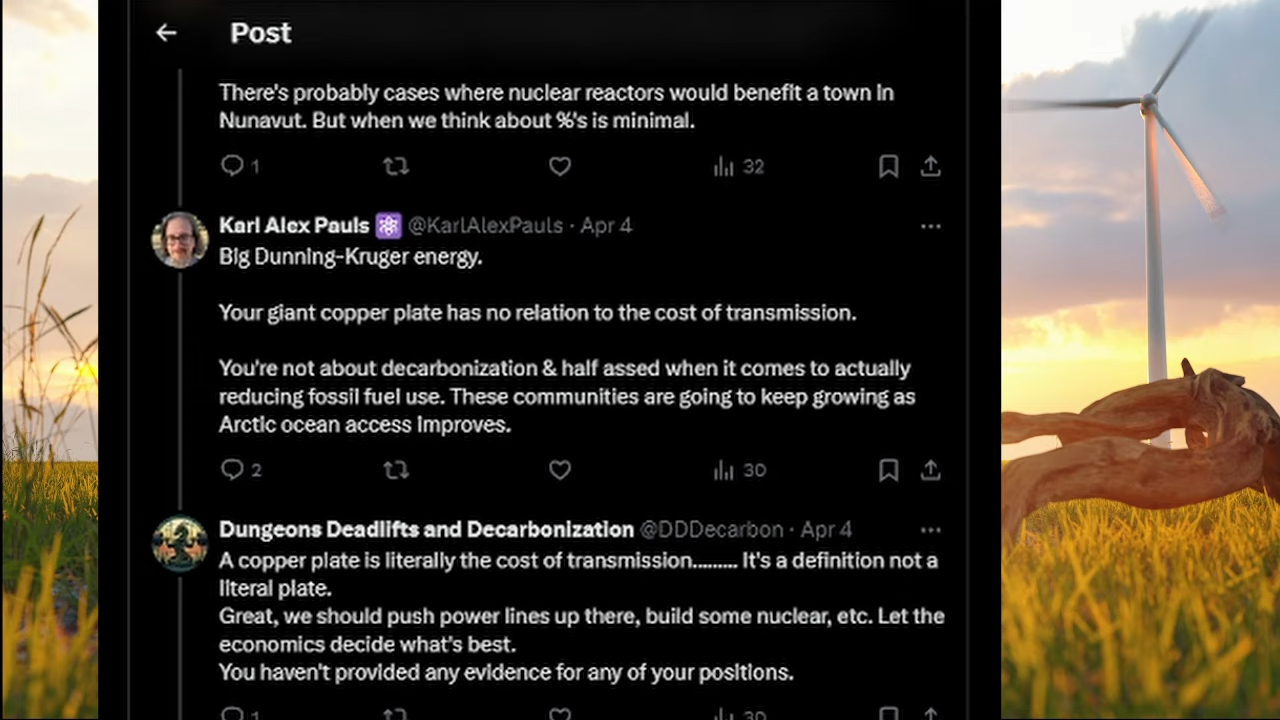 Post
There's probably cases where nuclear reactors would benefit a town in
Nunavut. But when we think about %'s is minimal.
1 32
Karl Alex Pauls @KarlAlexPauls · Apr 4
Big Dunning-Kruger energy.
Your giant copper plate has no relation to the cost of transmission.
You're not about decarbonization & half assed when it comes to actually
reducing fossil fuel use. These communities are going to keep growing as
Arctic ocean access improves.
2 30
Dungeons Deadlifts and Decarbonization @DDDecarbon · Apr 4
A copper plate is literally the cost of transmission......... It's a definition not a
literal plate.
Great, we should push power lines up there, build some nuclear, etc. Let the
economics decide what's best.
You haven't provided any evidence for any of your positions.
1 30